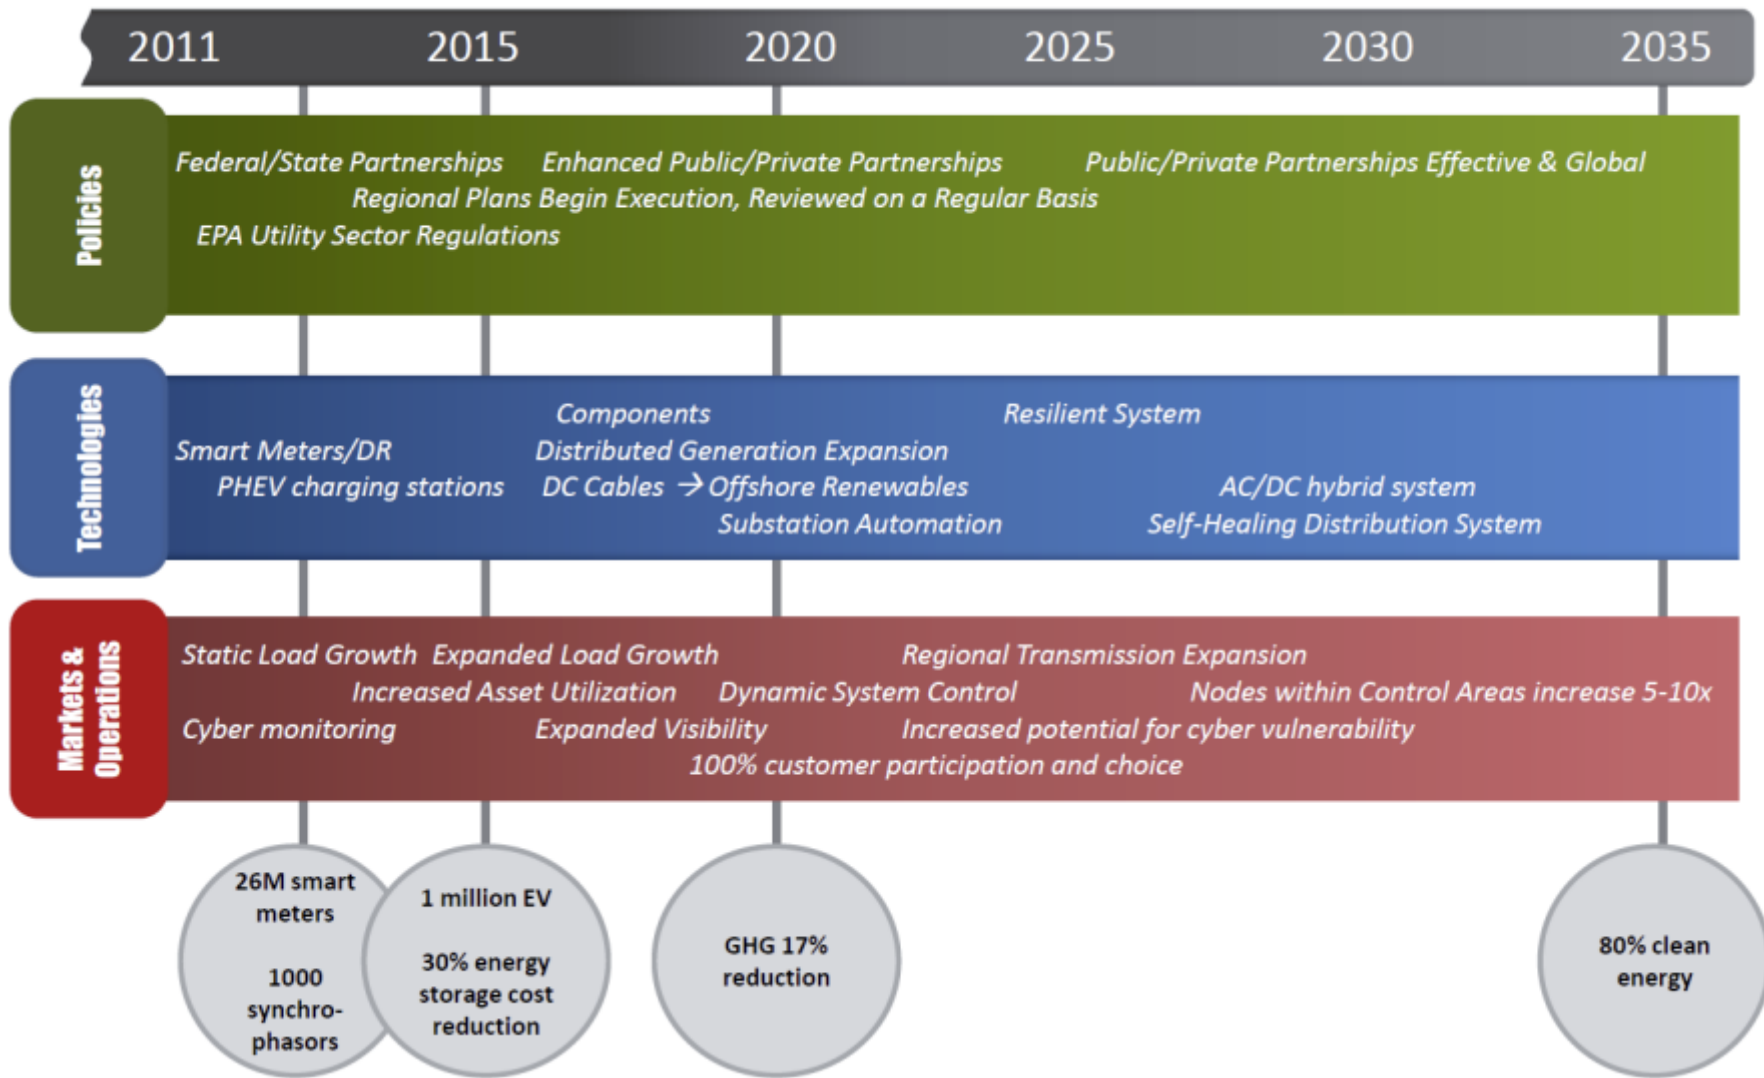 2011 2015 2020 2025 2030 2035
Policies
Federal/State Partnerships Enhanced Public/Private Partnerships Public/Private Partnerships Effective & Global
Regional Plans Begin Execution, Reviewed on a Regular Basis
EPA Utility Sector Regulations
Technologies
Components Resilient System
Smart Meters/DR Distributed Generation Expansion
PHEV charging stations DC Cables → Offshore Renewables AC/DC hybrid system
Substation Automation Self-Healing Distribution System
Markets &
Operations
Static Load Growth Expanded Load Growth Regional Transmission Expansion
Increased Asset Utilization Dynamic System Control Nodes within Control Areas increase 5-10x
Cyber monitoring Expanded Visibility Increased potential for cyber vulnerability
100% customer participation and choice
26M smart
meters
1000
synchro-
phasors
1 million EV
30% energy
storage cost
reduction
GHG 17%
reduction
80% clean
energy